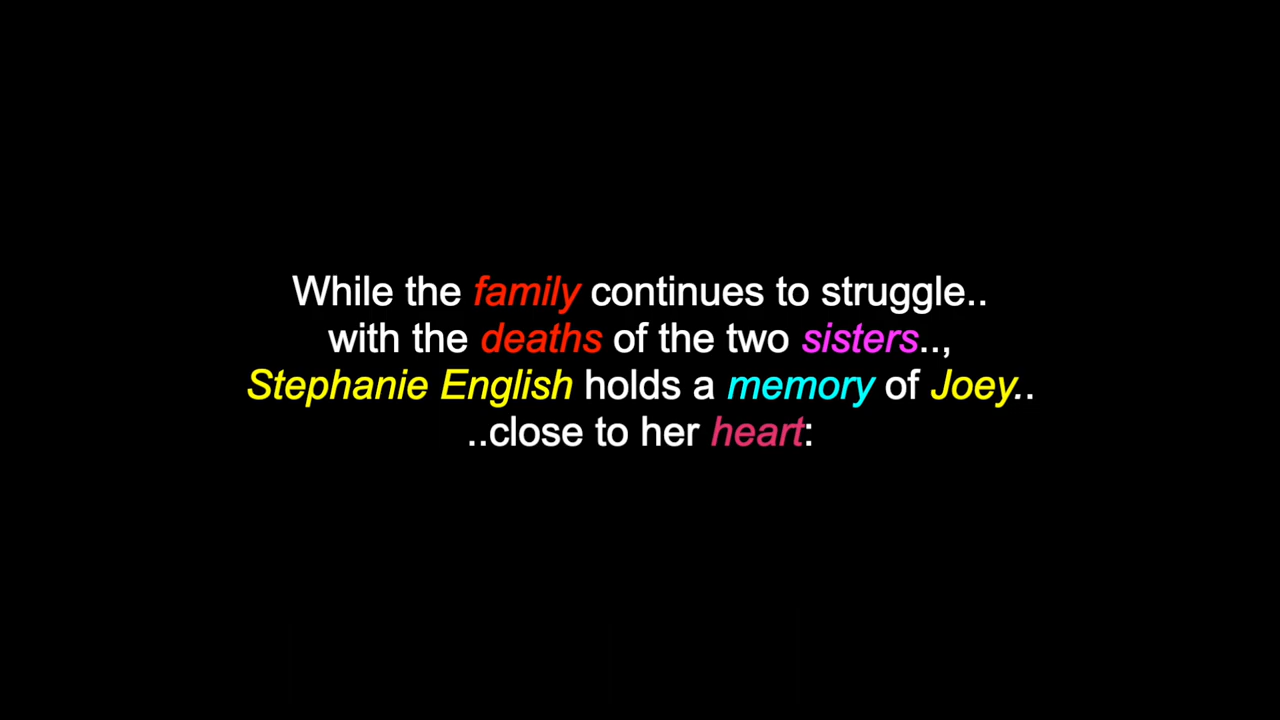 While the family continues to struggle..
with the deaths of the two sisters..,
Stephanie English holds a memory of Joey..
..close to her heart: